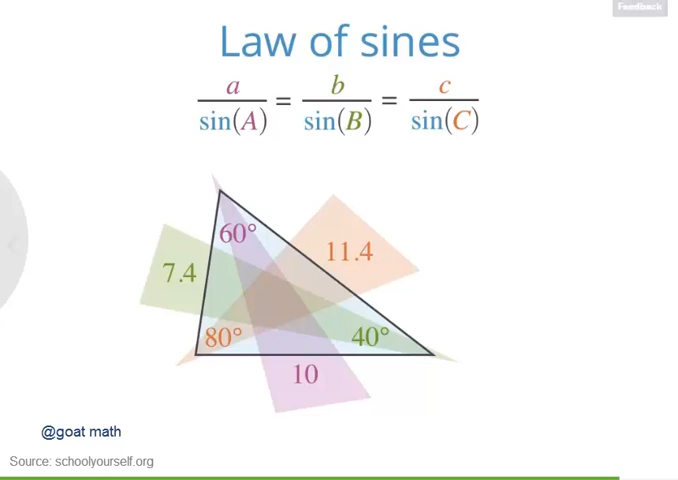 Feedback
Law of sines
a/sin(A) = b/sin(B) = c/sin(C)
60°
11.4
7.4
80°
40°
10
@goat math
Source: schoolyourself.org